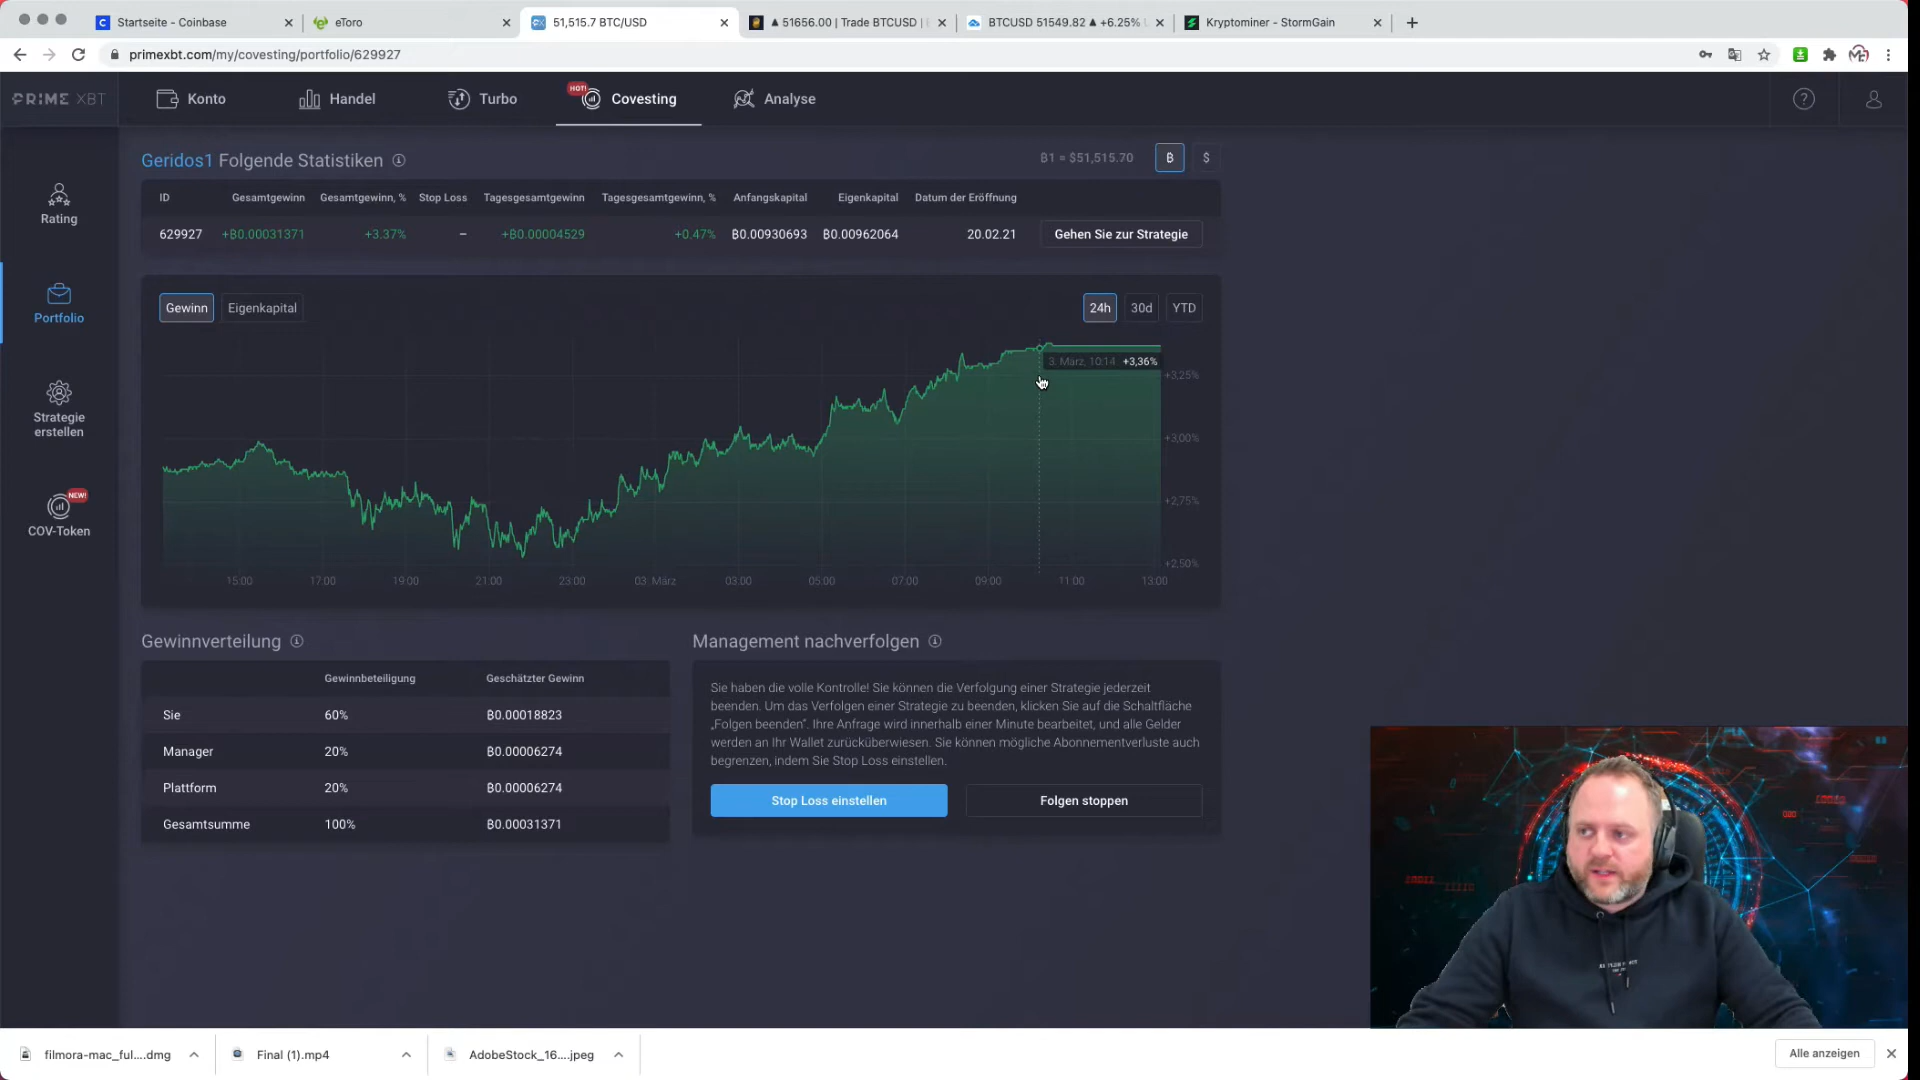 Startseite - Coinbase
eToro
51,515.7 BTC/USD
▲ 51656.00 | Trade BTCUSD |
BTCUSD 51549.82 ▲ +6.25%
Kryptominer - StormGain
primexbt.com/my/covesting/portfolio/629927
PRIME XBT
Konto
Handel
Turbo
HOT!
Covesting
Analyse
Rating
Portfolio
Strategie
erstellen
NEW!
COV-Token
Geridos1 Folgende Statistiken
฿1 = $51,515.70
฿
$
ID Gesamtgewinn Gesamtgewinn, % Stop Loss Tagesgesamtgewinn Tagesgesamtgewinn, % Anfangskapital Eigenkapital Datum der Eröffnung
629927 +฿0.00031371 +3.37% – +฿0.00004529 +0.47% ฿0.00930693 ฿0.00962064 20.02.21 Gehen Sie zur Strategie
Gewinn Eigenkapital 24h 30d YTD
3. März, 10:14 +3,36%
+3,25%
+3,00%
+2,75%
+2,50%
15:00 17:00 19:00 21:00 23:00 03. März 03:00 05:00 07:00 09:00 11:00 13:00
Gewinnverteilung
Gewinnbeteiligung Geschätzter Gewinn
Sie 60% ฿0.00018823
Manager 20% ฿0.00006274
Plattform 20% ฿0.00006274
Gesamtsumme 100% ฿0.00031371
Management nachverfolgen
Sie haben die volle Kontrolle! Sie können die Verfolgung einer Strategie jederzeit
beenden. Um das Verfolgen einer Strategie zu beenden, klicken Sie auf die Schaltfläche
„Folgen beenden“. Ihre Anfrage wird innerhalb einer Minute bearbeitet, und alle Gelder
werden an Ihr Wallet zurücküberwiesen. Sie können mögliche Abonnementverluste auch
begrenzen, indem Sie Stop Loss einstellen.
Stop Loss einstellen
Folgen stoppen
filmora-mac_ful....dmg
Final (1).mp4
AdobeStock_16....jpeg
Alle anzeigen